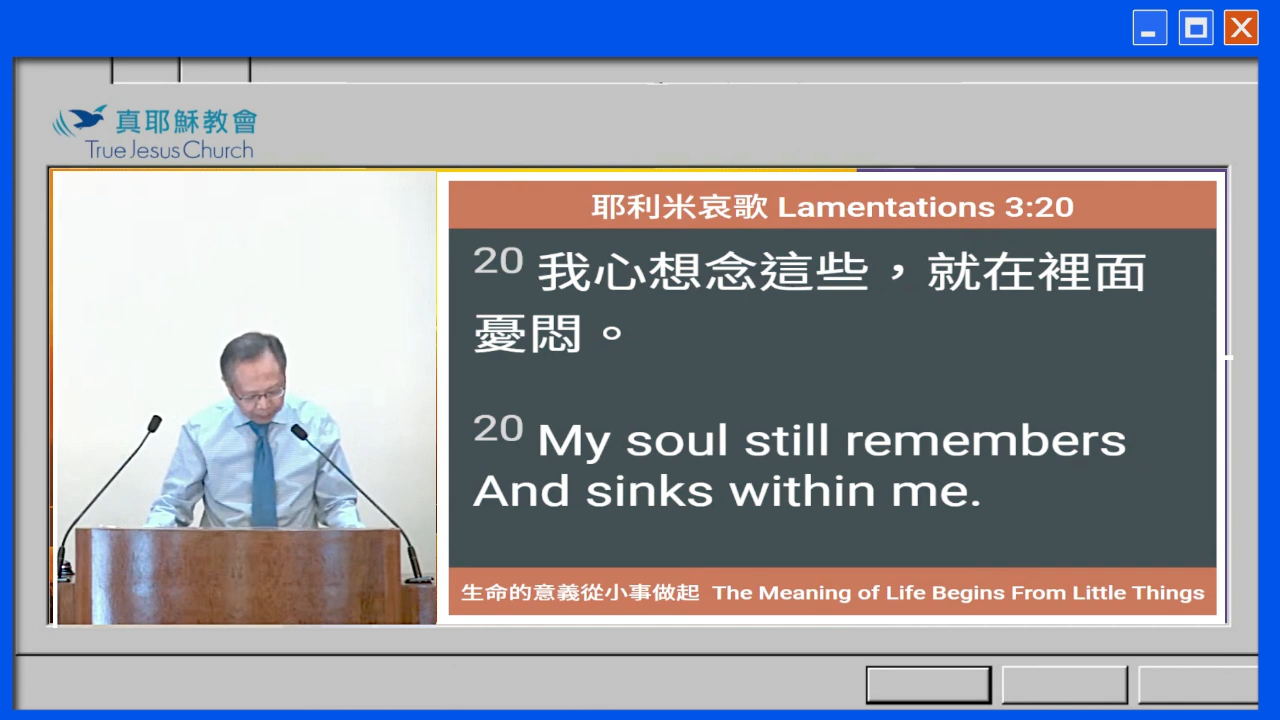 真耶穌教會
True Jesus Church
耶利米哀歌 Lamentations 3:20
20 我心想念這些，就在裡面
憂悶。
20 My soul still remembers
And sinks within me.
生命的意義從小事做起 The Meaning of Life Begins From Little Things